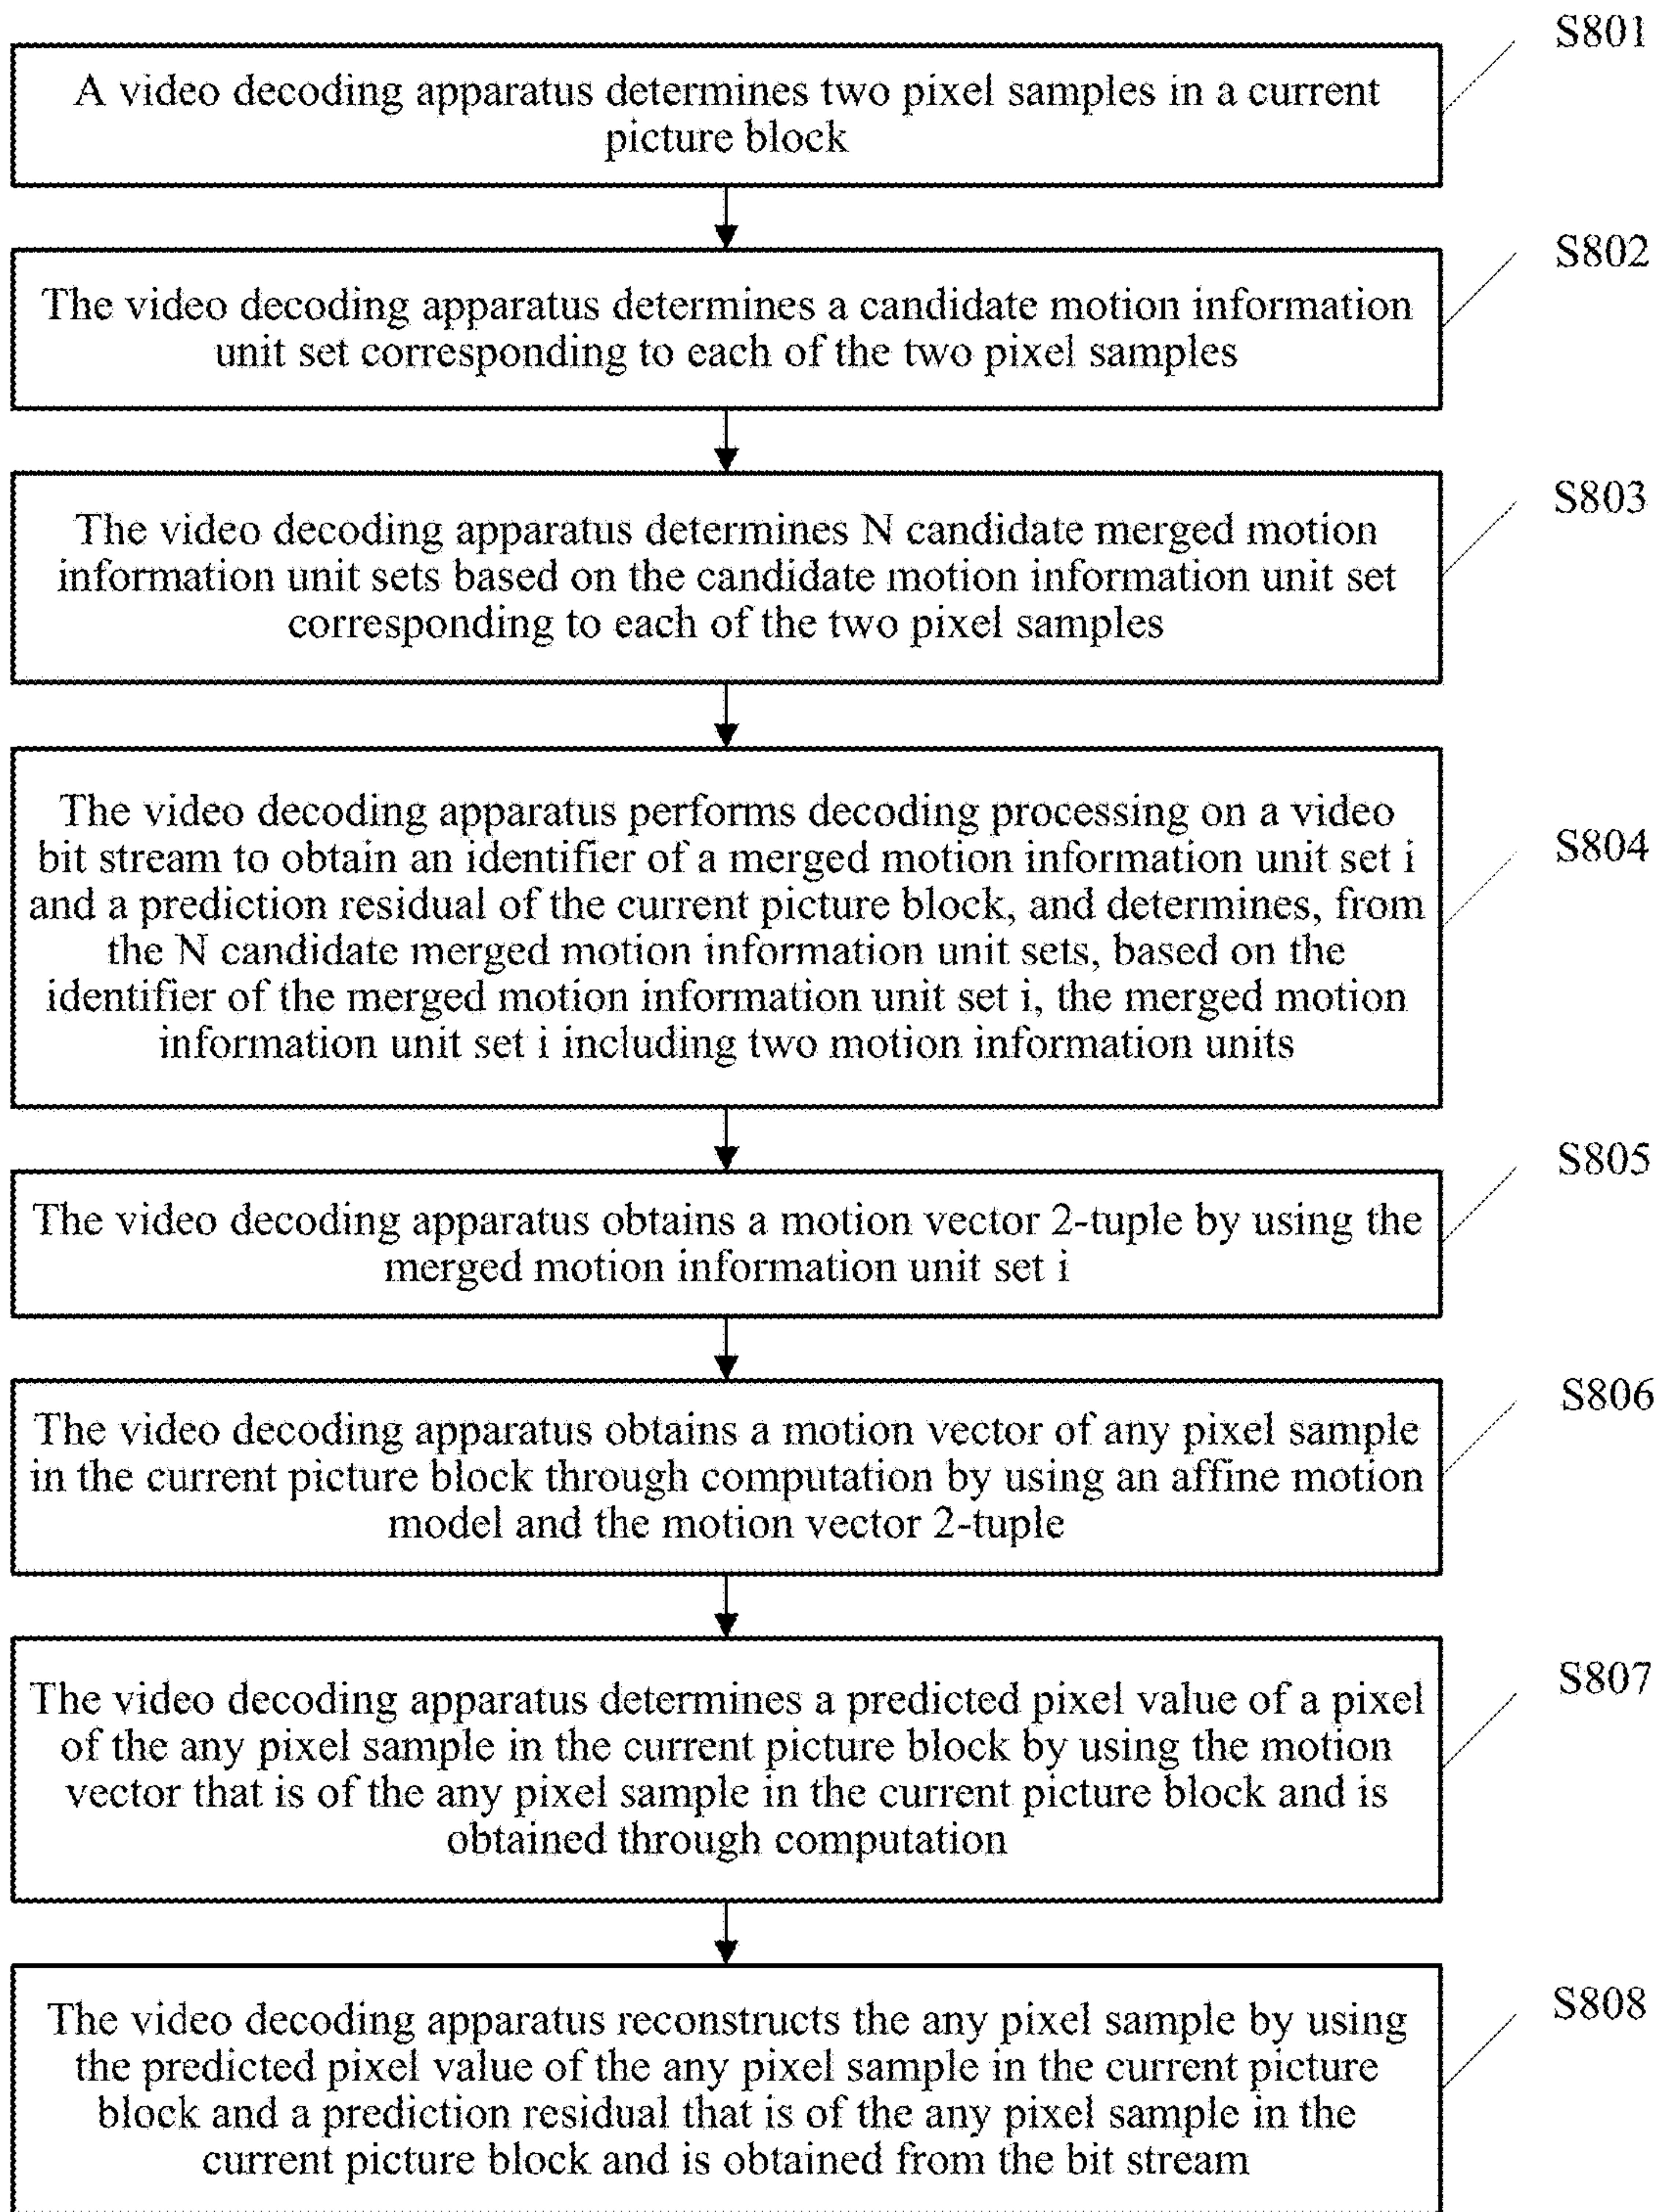 S801
A video decoding apparatus determines two pixel samples in a current
picture block
S802
The video decoding apparatus determines a candidate motion information
unit set corresponding to each of the two pixel samples
S803
The video decoding apparatus determines N candidate merged motion
information unit sets based on the candidate motion information unit set
corresponding to each of the two pixel samples
S804
The video decoding apparatus performs decoding processing on a video
bit stream to obtain an identifier of a merged motion information unit set i
and a prediction residual of the current picture block, and determines, from
the N candidate merged motion information unit sets, based on the
identifier of the merged motion information unit set i, the merged motion
information unit set i including two motion information units
S805
The video decoding apparatus obtains a motion vector 2-tuple by using the
merged motion information unit set i
S806
The video decoding apparatus obtains a motion vector of any pixel sample
in the current picture block through computation by using an affine motion
model and the motion vector 2-tuple
S807
The video decoding apparatus determines a predicted pixel value of a pixel
of the any pixel sample in the current picture block by using the motion
vector that is of the any pixel sample in the current picture block and is
obtained through computation
S808
The video decoding apparatus reconstructs the any pixel sample by using
the predicted pixel value of the any pixel sample in the current picture
block and a prediction residual that is of the any pixel sample in the
current picture block and is obtained from the bit stream